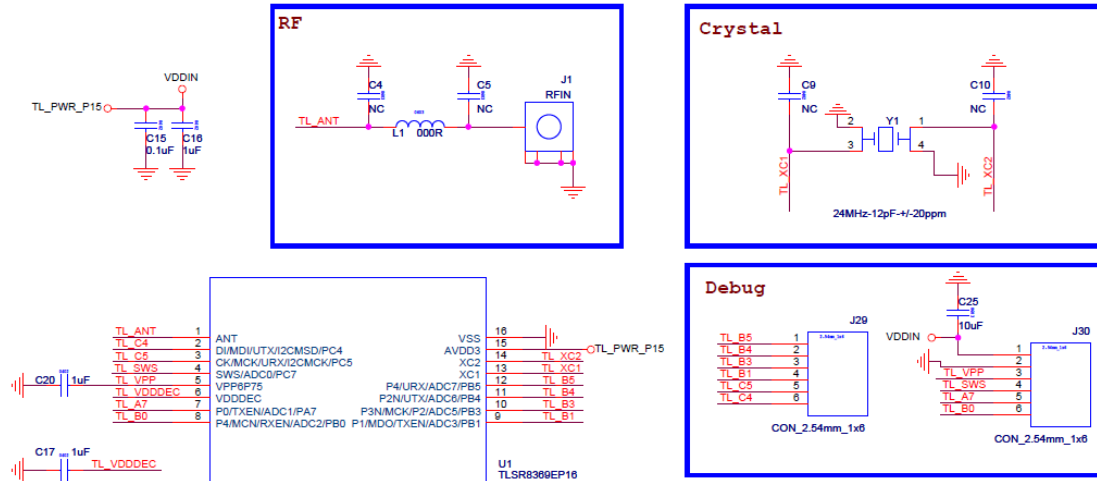 RF
C4
NC
C5
NC
J1
RFIN
TL_ANT
L1
000R
VDDIN
TL_PWR_P15
C15
0.1uF
C16
1uF
Crystal
C9
NC
C10
NC
2
Y1
1
3
4
TL_XC1
TL_XC2
24MHz-12pF-+/-20ppm
TL_ANT
1
ANT
TL_C4
2
DI/MDI/UTX/I2CMSD/PC4
TL_C5
3
CK/MCK/URX/I2CMCK/PC5
TL_SWS
4
SWS/ADC0/PC7
C20
1uF
TL_VPP
5
VPP6P75
TL_VDDDEC
6
VDDDEC
TL_A7
7
P0/TXEN/ADC1/PA7
TL_B0
8
P4/MCN/RXEN/ADC2/PB0
VSS
16
AVDD3
15
TL_PWR_P15
XC2
14
TL_XC2
XC1
13
TL_XC1
P4/URX/ADC7/PB5
12
TL_B5
P2N/UTX/ADC6/PB4
11
TL_B4
P3N/MCK/P2/ADC5/PB3
10
TL_B3
P1/MDO/TXEN/ADC3/PB1
9
TL_B1
C17
1uF
TL_VDDDEC
U1
TLSR8369EP16
Debug
J29
TL_B5
1
TL_B4
2
TL_B3
3
TL_B1
4
TL_C5
5
TL_C4
6
CON_2.54mm_1x6
C25
10uF
VDDIN
J30
1
2
TL_VPP
3
TL_SWS
4
TL_A7
5
TL_B0
6
CON_2.54mm_1x6